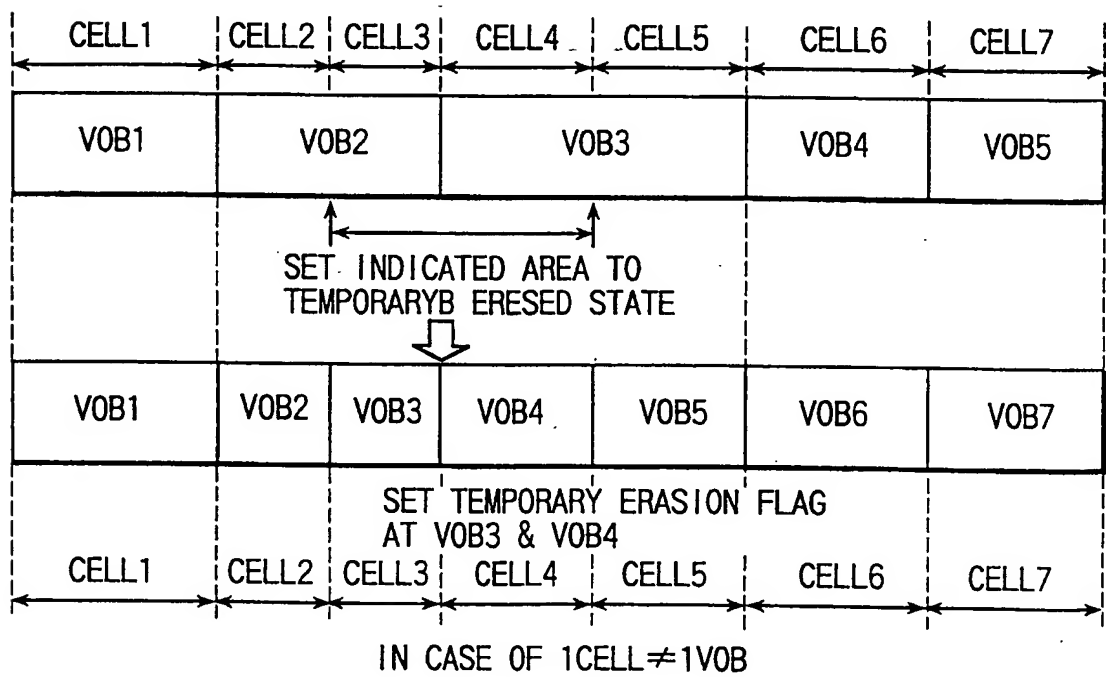 CELL1 CELL2 CELL3 CELL4 CELL5 CELL6 CELL7
VOB1 VOB2 VOB3 VOB4 VOB5
SET INDICATED AREA TO
TEMPORARYB ERESED STATE
VOB1 VOB2 VOB3 VOB4 VOB5 VOB6 VOB7
SET TEMPORARY ERASION FLAG
AT VOB3 & VOB4
CELL1 CELL2 CELL3 CELL4 CELL5 CELL6 CELL7
IN CASE OF 1CELL≠1VOB